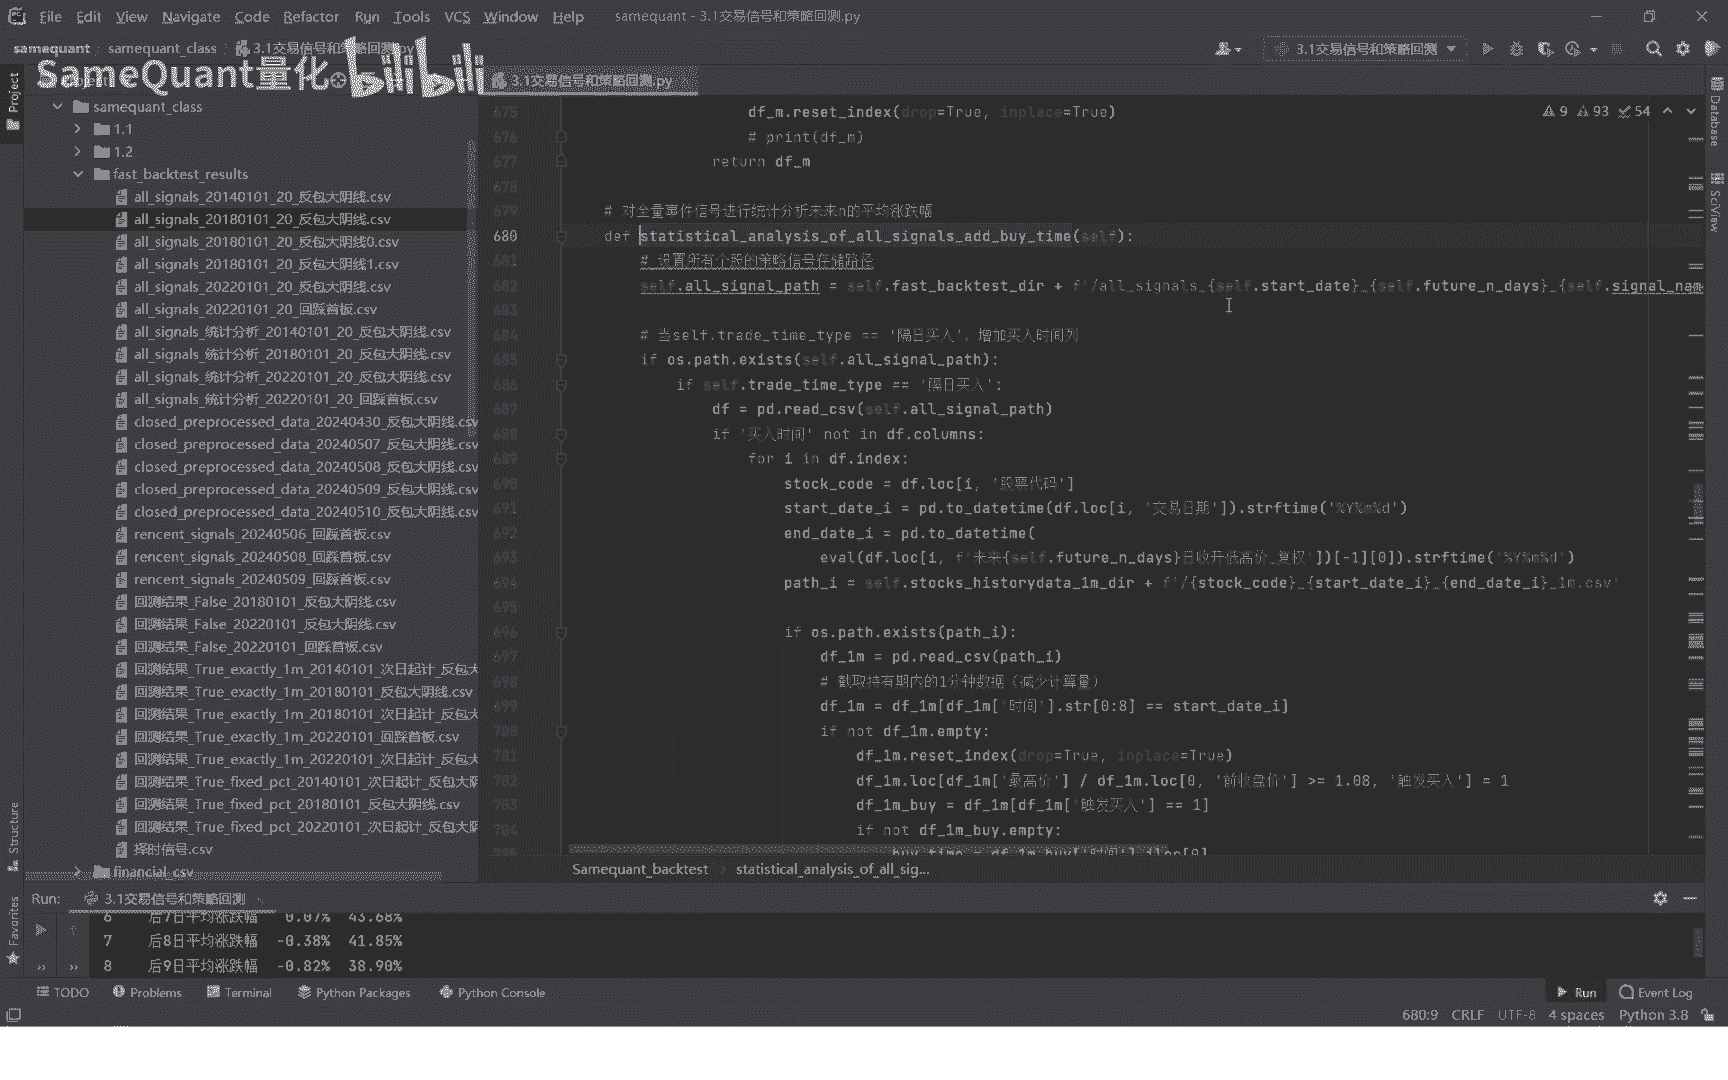 File Edit View Navigate Code Refactor Run Tools VCS Window Help samequant - 3.1交易信号和策略回测.py
samequant samequant_class 3.1交易信号和策略回测.py 3.1交易信号和策略回测
SameQuant量化 bilibili
3.1交易信号和策略回测.py
Project
samequant_class
1.1
1.2
fast_backtest_results
all_signals_20140101_20_反包大阴线.csv
all_signals_20180101_20_反包大阴线.csv
all_signals_20180101_20_反包大阴线0.csv
all_signals_20180101_20_反包大阴线1.csv
all_signals_20220101_20_反包大阴线.csv
all_signals_20220101_20_回踩首板.csv
all_signals_统计分析_20140101_20_反包大阴线.csv
all_signals_统计分析_20180101_20_反包大阴线.csv
all_signals_统计分析_20220101_20_反包大阴线.csv
all_signals_统计分析_20220101_20_回踩首板.csv
closed_preprocessed_data_20240430_反包大阴线.csv
closed_preprocessed_data_20240507_反包大阴线.csv
closed_preprocessed_data_20240508_反包大阴线.csv
closed_preprocessed_data_20240509_反包大阴线.csv
closed_preprocessed_data_20240510_反包大阴线.csv
rencent_signals_20240506_回踩首板.csv
rencent_signals_20240508_回踩首板.csv
rencent_signals_20240509_回踩首板.csv
回测结果_False_20180101_反包大阴线.csv
回测结果_False_20220101_反包大阴线.csv
回测结果_False_20220101_回踩首板.csv
回测结果_True_exactly_1m_20140101_次日起计_反包大
回测结果_True_exactly_1m_20180101_反包大阴线.csv
回测结果_True_exactly_1m_20180101_次日起计_反包大
回测结果_True_exactly_1m_20220101_回踩首板.csv
回测结果_True_exactly_1m_20220101_次日起计_反包大
回测结果_True_fixed_pct_20140101_次日起计_反包大阴
回测结果_True_fixed_pct_20180101_反包大阴线.csv
回测结果_True_fixed_pct_20220101_次日起计_反包大阴
择时信号.csv
financial_csv
Structure
Favorites
9 93 54
Database
SciView
675 df_m.reset_index(drop=True, inplace=True)
676 # print(df_m)
677 return df_m
678
679 # 对全量事件信号进行统计分析未来n的平均涨跌幅
680 def statistical_analysis_of_all_signals_add_buy_time(self):
681 # 设置所有个股的策略信号存储路径
682 self.all_signal_path = self.fast_backtest_dir + f'/all_signals_{self.start_date}_{self.future_n_days}_{self.signal_nam
683
684 # 当self.trade_time_type == '隔日买入', 增加买入时间列
685 if os.path.exists(self.all_signal_path):
686 if self.trade_time_type == '隔日买入':
687 df = pd.read_csv(self.all_signal_path)
688 if '买入时间' not in df.columns:
689 for i in df.index:
690 stock_code = df.loc[i, '股票代码']
691 start_date_i = pd.to_datetime(df.loc[i, '交易日期']).strftime('%Y%m%d')
692 end_date_i = pd.to_datetime(
693 eval(df.loc[i, f'未来{self.future_n_days}日收开低高价_复权'])[-1][0]).strftime('%Y%m%d')
694 path_i = self.stocks_historydata_1m_dir + f'/{stock_code}_{start_date_i}_{end_date_i}_1m.csv'
695
696 if os.path.exists(path_i):
697 df_1m = pd.read_csv(path_i)
698 # 截取持有期内的1分钟数据（减少计算量）
699 df_1m = df_1m[df_1m['时间'].str[0:8] == start_date_i]
700 if not df_1m.empty:
701 df_1m.reset_index(drop=True, inplace=True)
702 df_1m.loc[df_1m['最高价'] / df_1m.loc[0, '前收盘价'] >= 1.08, '触发买入'] = 1
703 df_1m_buy = df_1m[df_1m['触发买入'] == 1]
704 if not df_1m_buy.empty:
705 buy_time = df_1m_buy['时间'].iloc[0]
Samequant_backtest statistical_analysis_of_all_sig...
Run: 3.1交易信号和策略回测
6 后7日平均涨跌幅 0.07% 43.68%
7 后8日平均涨跌幅 -0.38% 41.85%
8 后9日平均涨跌幅 -0.82% 38.90%
TODO Problems Terminal Python Packages Python Console Run Event Log
680:9 CRLF UTF-8 4 spaces Python 3.8